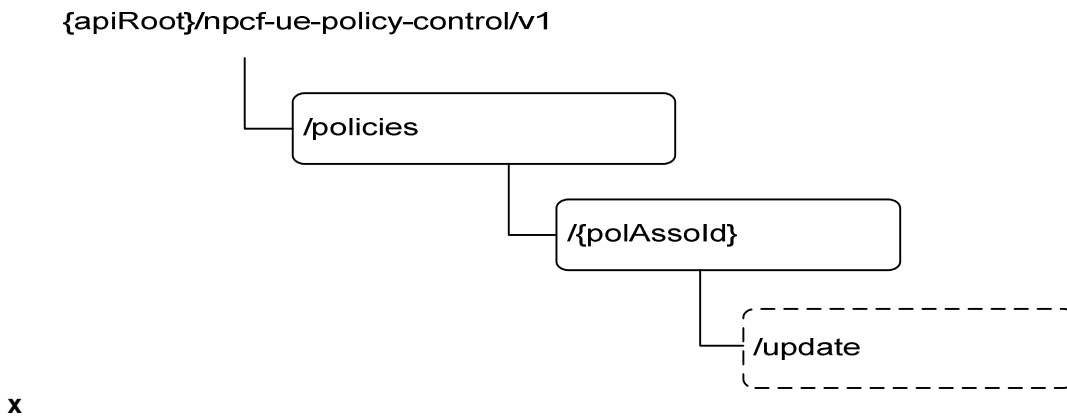 {apiRoot}/npcf-ue-policy-control/v1
/policies
/{polAssoId}
/update
x